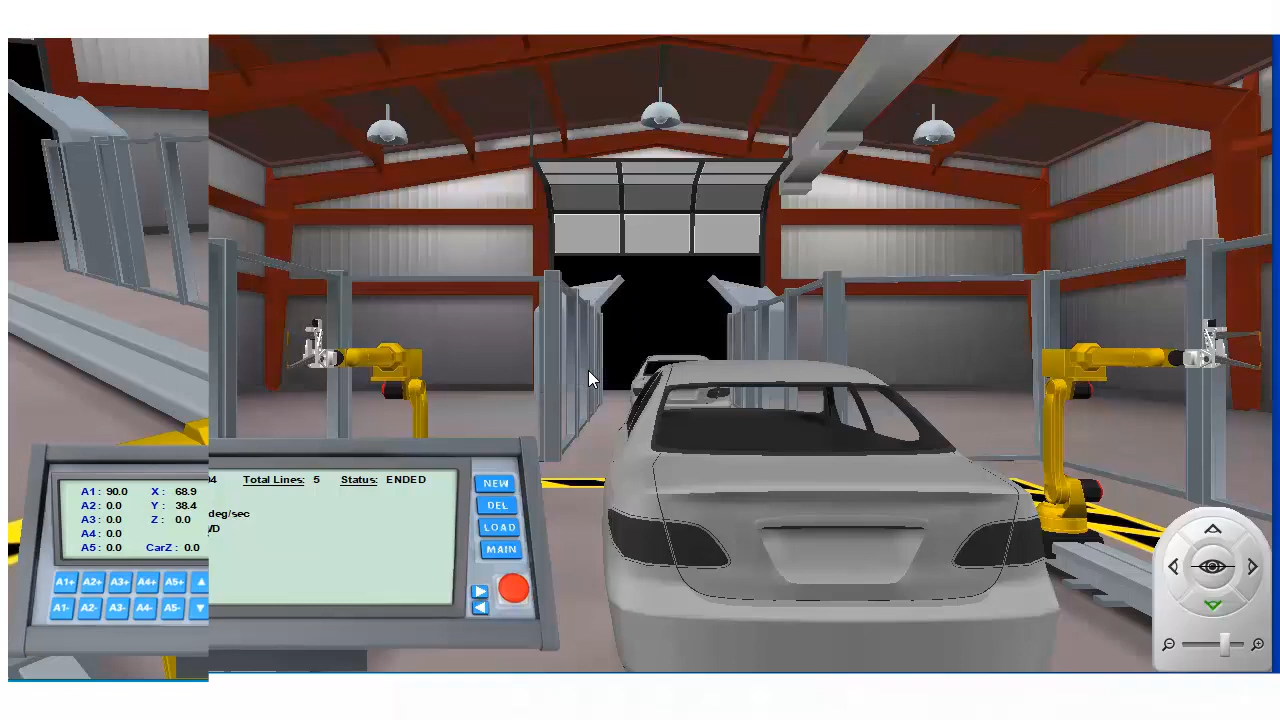 04 Total Lines: 5 Status: ENDED
deg/sec
VD
A1: 90.0 X: 68.9
A2: 0.0 Y: 38.4
A3: 0.0 Z: 0.0
A4: 0.0
A5: 0.0 CarZ: 0.0
A1+ A2+ A3+ A4+ A5+
A1- A2- A3- A4- A5-
NEW
DEL
LOAD
MAIN